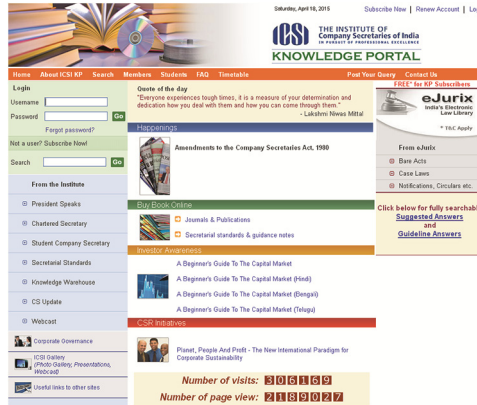 Saturday, April 18, 2015
Subscribe Now | Renew Account | Lo
ICSI
THE INSTITUTE OF
Company Secretaries of India
IN PURSUIT OF PROFESSIONAL EXCELLENCE
KNOWLEDGE PORTAL
Home About ICSI KP Search Members Students FAQ Timetable Post Your Query Contact Us
Login
Username
Password Go
Forgot password?
Not a user? Subscribe Now!
Search Go
From the Institute
President Speaks
Chartered Secretary
Student Company Secretary
Secretarial Standards
Knowledge Warehouse
CS Update
Webcast
Corporate Governance
ICSI Gallery
(Photo Gallery, Presentations,
Webcast)
Useful links to other sites
Quote of the day
"Everyone experiences tough times, it is a measure of your determination and
dedication how you deal with them and how you can come through them."
- Lakshmi Niwas Mittal
Happenings
Amendments to the Company Secretaries Act, 1980
Buy Book Online
Journals & Publications
Secretarial standards & guidance notes
Investor Awareness
A Beginner's Guide To The Capital Market
A Beginner's Guide To The Capital Market (Hindi)
A Beginner's Guide To The Capital Market (Bengali)
A Beginner's Guide To The Capital Market (Telugu)
CSR Initiatives
Planet, People And Profit - The New International Paradigm for
Corporate Sustainability
Number of visits: 306169
Number of page view: 2189027
FREE* for KP Subscribers
eJurix
India's Electronic
Law Library
* T&C Apply
From eJurix
Bare Acts
Case Laws
Notifications, Circulars etc.
Click below for fully searchabl
Suggested Answers
and
Guideline Answers